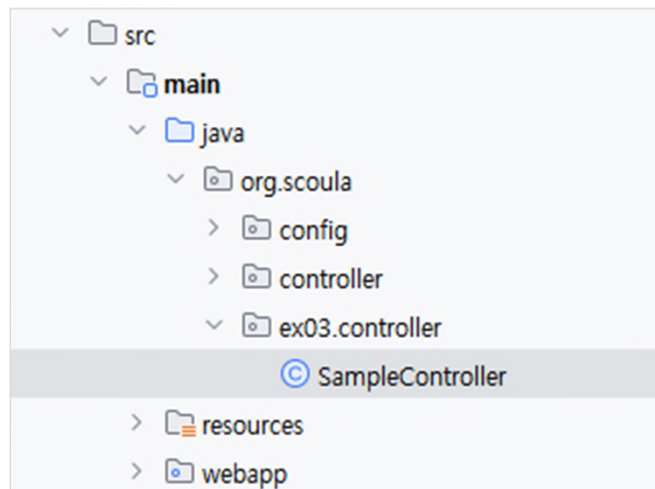 src
main
java
org.scoula
config
controller
ex03.controller
SampleController
resources
webapp